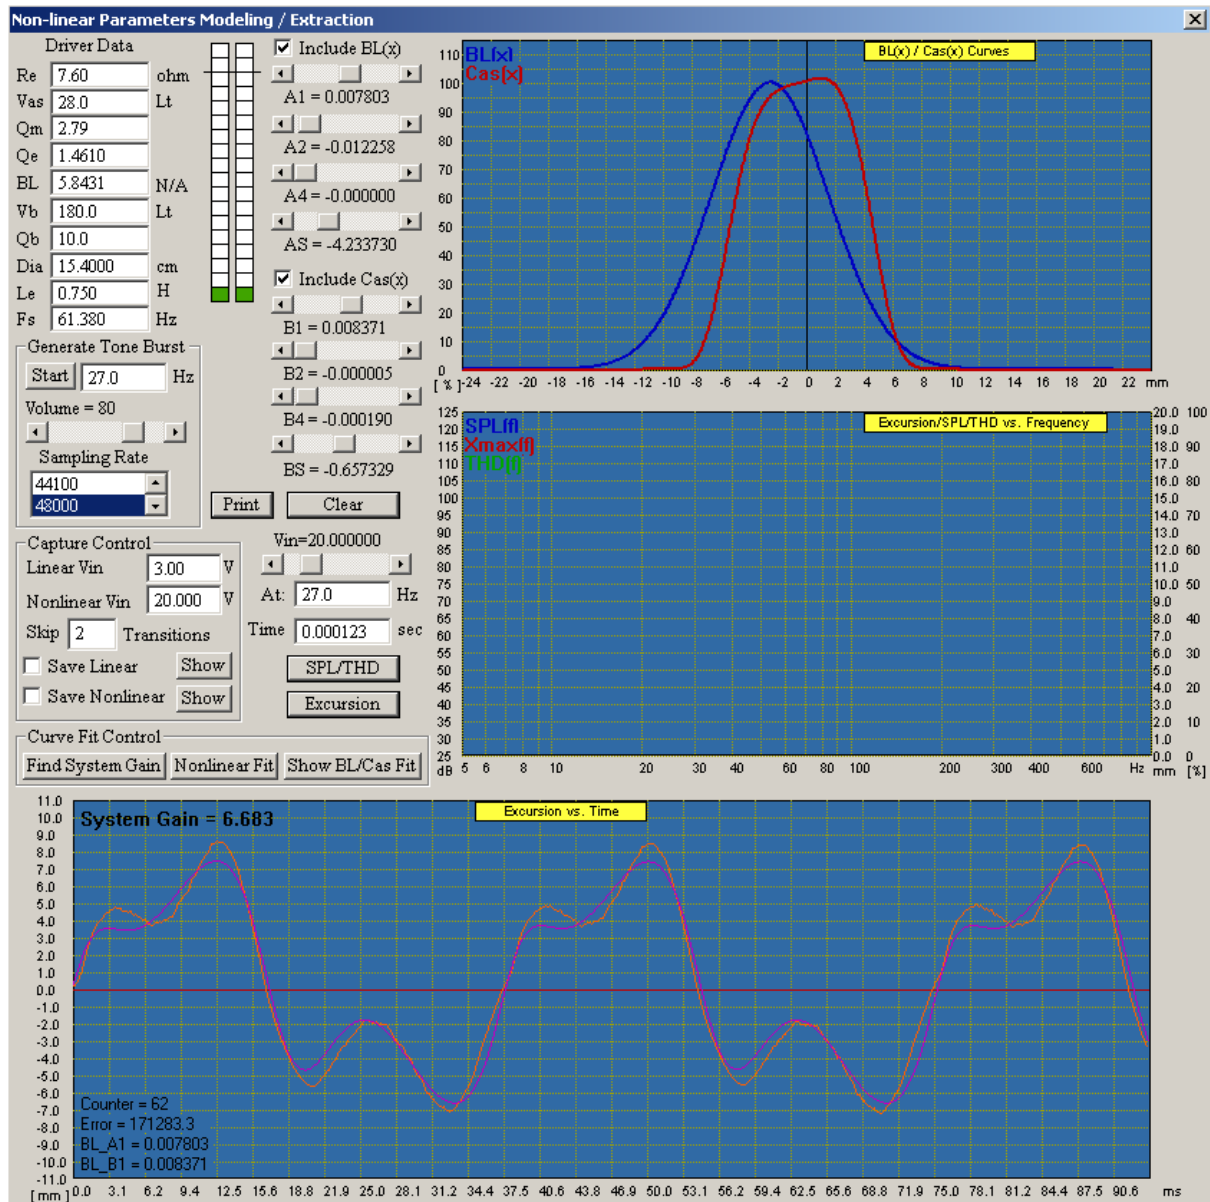 Non-linear Parameters Modeling / Extraction
Driver Data
Re 7.60 ohm
Vas 28.0 Lt
Qm 2.79
Qe 1.4610
BL 5.8431 N/A
Vb 180.0 Lt
Qb 10.0
Dia 15.4000 cm
Le 0.750 H
Fs 61.380 Hz
Generate Tone Burst
Start 27.0 Hz
Volume = 80
Sampling Rate
44100
48000
Include BL(x)
A1 = 0.007803
A2 = -0.012258
A4 = -0.000000
AS = -4.233730
Include Cas(x)
B1 = 0.008371
B2 = -0.000005
B4 = -0.000190
BS = -0.657329
Print Clear
Capture Control
Linear Vin 3.00 V
Nonlinear Vin 20.000 V
Skip 2 Transitions
Save Linear Show
Save Nonlinear Show
Vin=20.000000
At: 27.0 Hz
Time 0.000123 sec
SPL/THD
Excursion
Curve Fit Control
Find System Gain Nonlinear Fit Show BL/Cas Fit
BL(x) / Cas(x) Curves
BL(x)
Cas(x)
110
100
90
80
70
60
50
40
30
20
10
0
[ % ] -24 -22 -20 -18 -16 -14 -12 -10 -8 -6 -4 -2 0 2 4 6 8 10 12 14 16 18 20 22 mm
Excursion/SPL/THD vs. Frequency
SPL(f)
Xmax(f)
THD(f)
125 20.0 100
120 19.0
115 18.0 90
110 17.0
105 16.0 80
100 15.0
95 14.0 70
90 13.0
85 12.0 60
80 11.0
75 10.0 50
70 9.0
65 8.0 40
60 7.0
55 6.0 30
50 5.0
45 4.0 20
40 3.0
35 2.0 10
30 1.0
25 0.0 0
dB 5 6 8 10 20 30 40 60 80 100 200 300 400 600 Hz mm [%]
Excursion vs. Time
System Gain = 6.683
11.0
10.0
9.0
8.0
7.0
6.0
5.0
4.0
3.0
2.0
1.0
0.0
-1.0
-2.0
-3.0
-4.0
-5.0
-6.0
-7.0
-8.0
-9.0
-10.0
-11.0
Counter = 62
Error = 171283.3
BL_A1 = 0.007803
BL_B1 = 0.008371
[ mm ] 0.0 3.1 6.2 9.4 12.5 15.6 18.8 21.9 25.0 28.1 31.2 34.4 37.5 40.6 43.8 46.9 50.0 53.1 56.2 59.4 62.5 65.6 68.8 71.9 75.0 78.1 81.2 84.4 87.5 90.6 ms